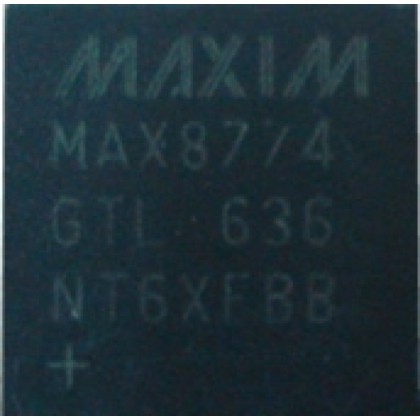 MAXIM
MAX8774
GTL 636
NT6XFBB
+